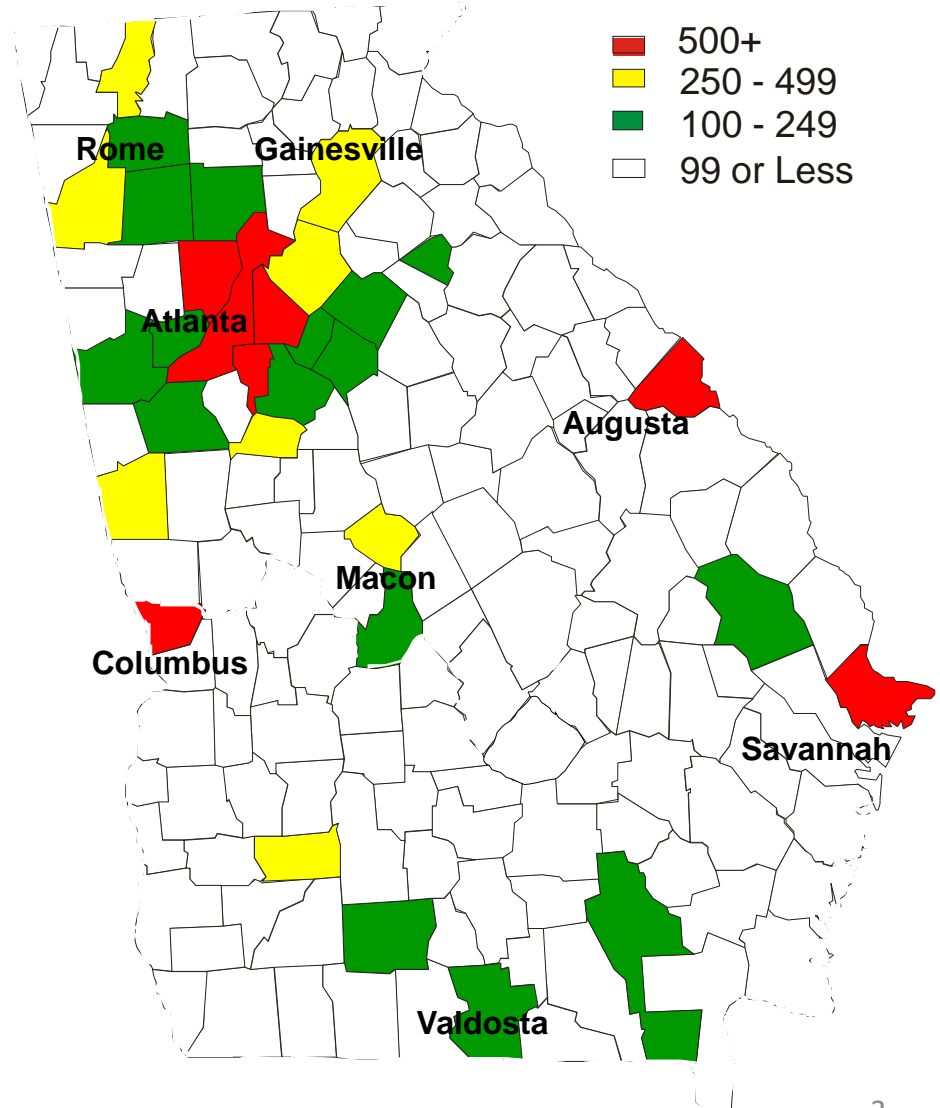 500+
250 - 499
100 - 249
99 or Less
Rome
Gainesville
Atlanta
Augusta
Macon
Columbus
Savannah
Valdosta